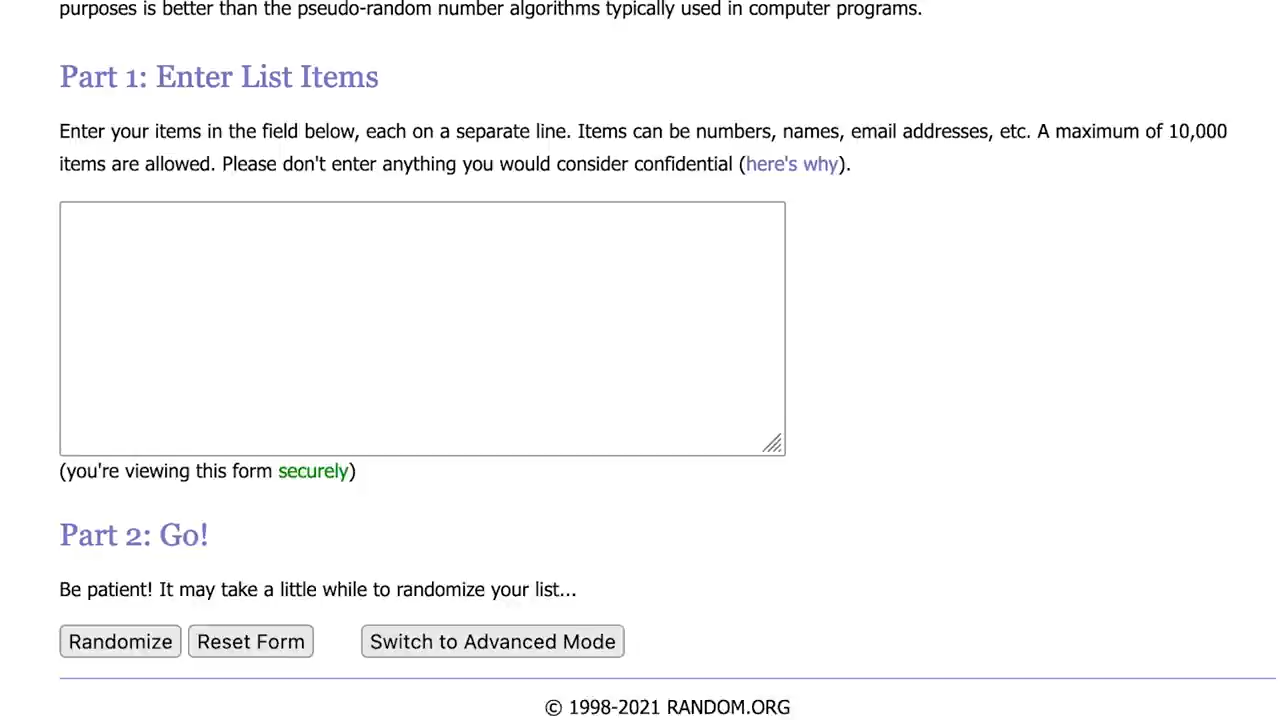 purposes is better than the pseudo-random number algorithms typically used in computer programs.
Part 1: Enter List Items
Enter your items in the field below, each on a separate line. Items can be numbers, names, email addresses, etc. A maximum of 10,000
items are allowed. Please don't enter anything you would consider confidential (here's why).
(you're viewing this form securely)
Part 2: Go!
Be patient! It may take a little while to randomize your list...
Randomize Reset Form Switch to Advanced Mode
© 1998-2021 RANDOM.ORG